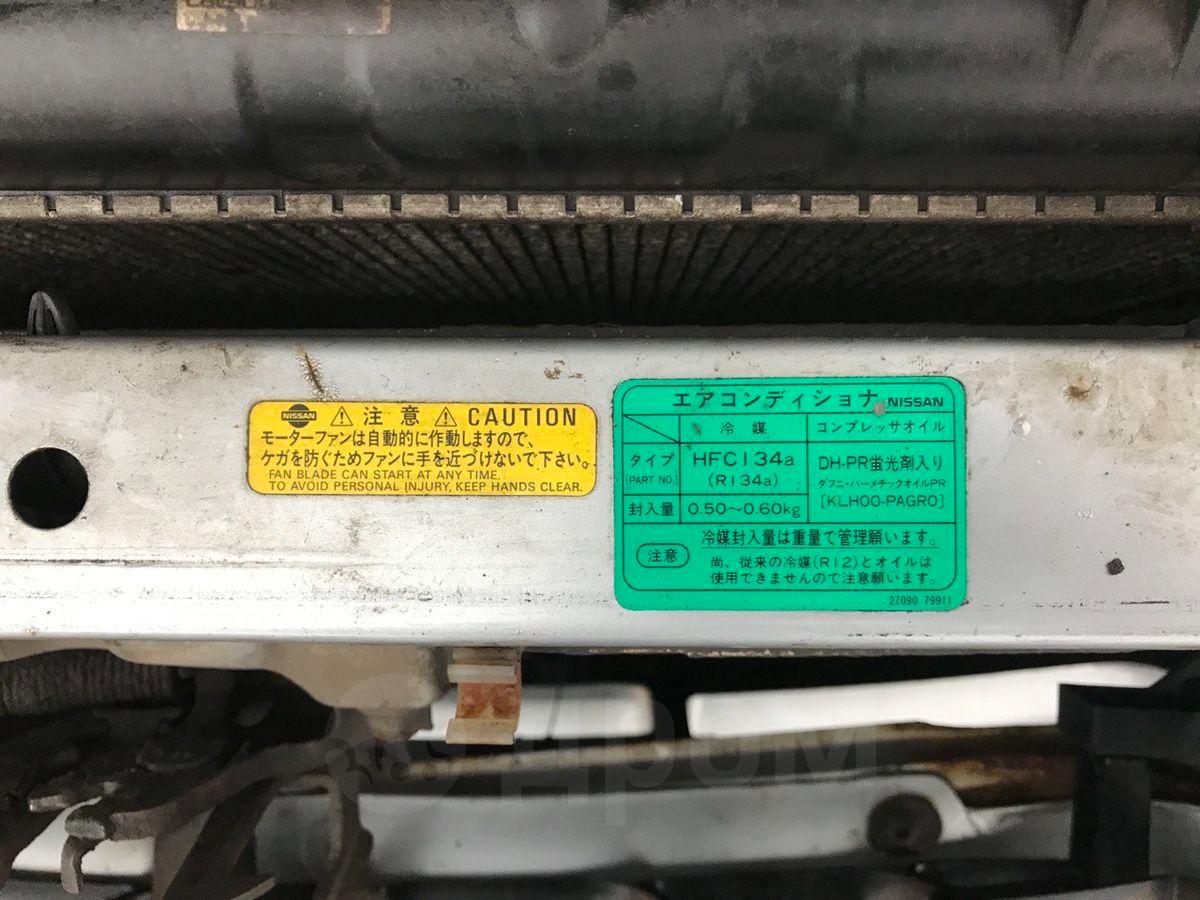 NISSAN ⚠ 注意 ⚠ CAUTION
モーターファンは自動的に作動しますので、
ケガを防ぐためファンに手を近づけないで下さい。
FAN BLADE CAN START AT ANY TIME.
TO AVOID PERSONAL INJURY, KEEP HANDS CLEAR.
エアコンディショナ NISSAN
冷媒 コンプレッサオイル
タイプ HFC134a DH-PR蛍光剤入り
(PART NO.) (R134a) ダフニ・ハーメチックオイルPR
[KLH00-PAGR0]
封入量 0.50〜0.60kg
注意 冷媒封入量は重量で管理願います。
尚、従来の冷媒(R12)とオイルは
使用できませんので注意願います。
27090 79911
Дром